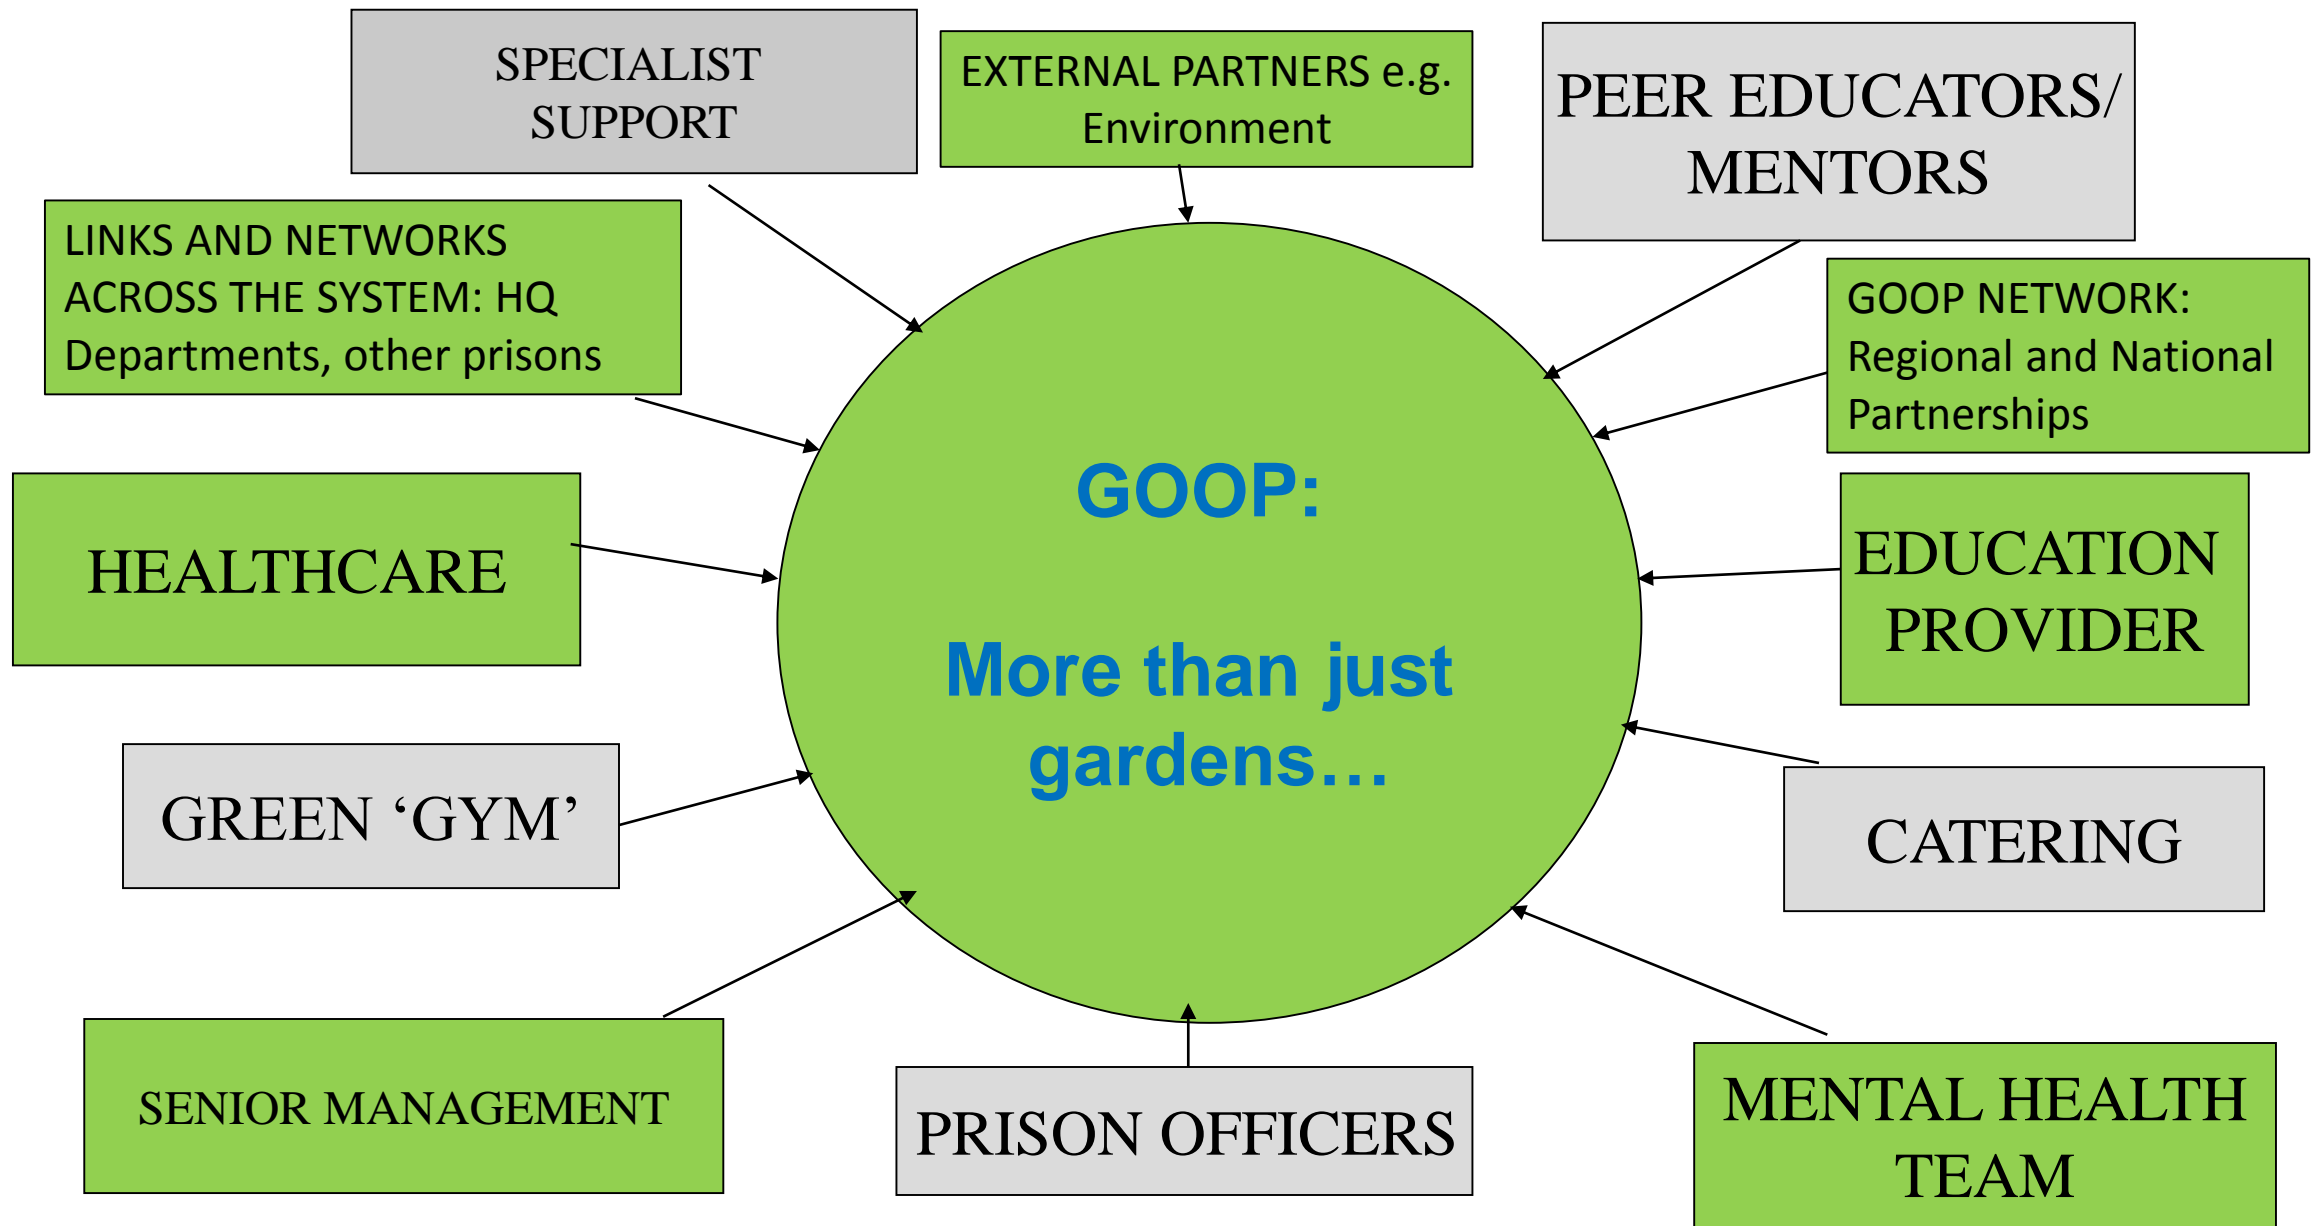 SPECIALIST
SUPPORT
EXTERNAL PARTNERS e.g.
Environment
PEER EDUCATORS/
MENTORS
LINKS AND NETWORKS
ACROSS THE SYSTEM: HQ
Departments, other prisons
GOOP NETWORK:
Regional and National
Partnerships
HEALTHCARE
GOOP:
More than just
gardens…
EDUCATION
PROVIDER
GREEN ‘GYM’
CATERING
SENIOR MANAGEMENT
PRISON OFFICERS
MENTAL HEALTH
TEAM